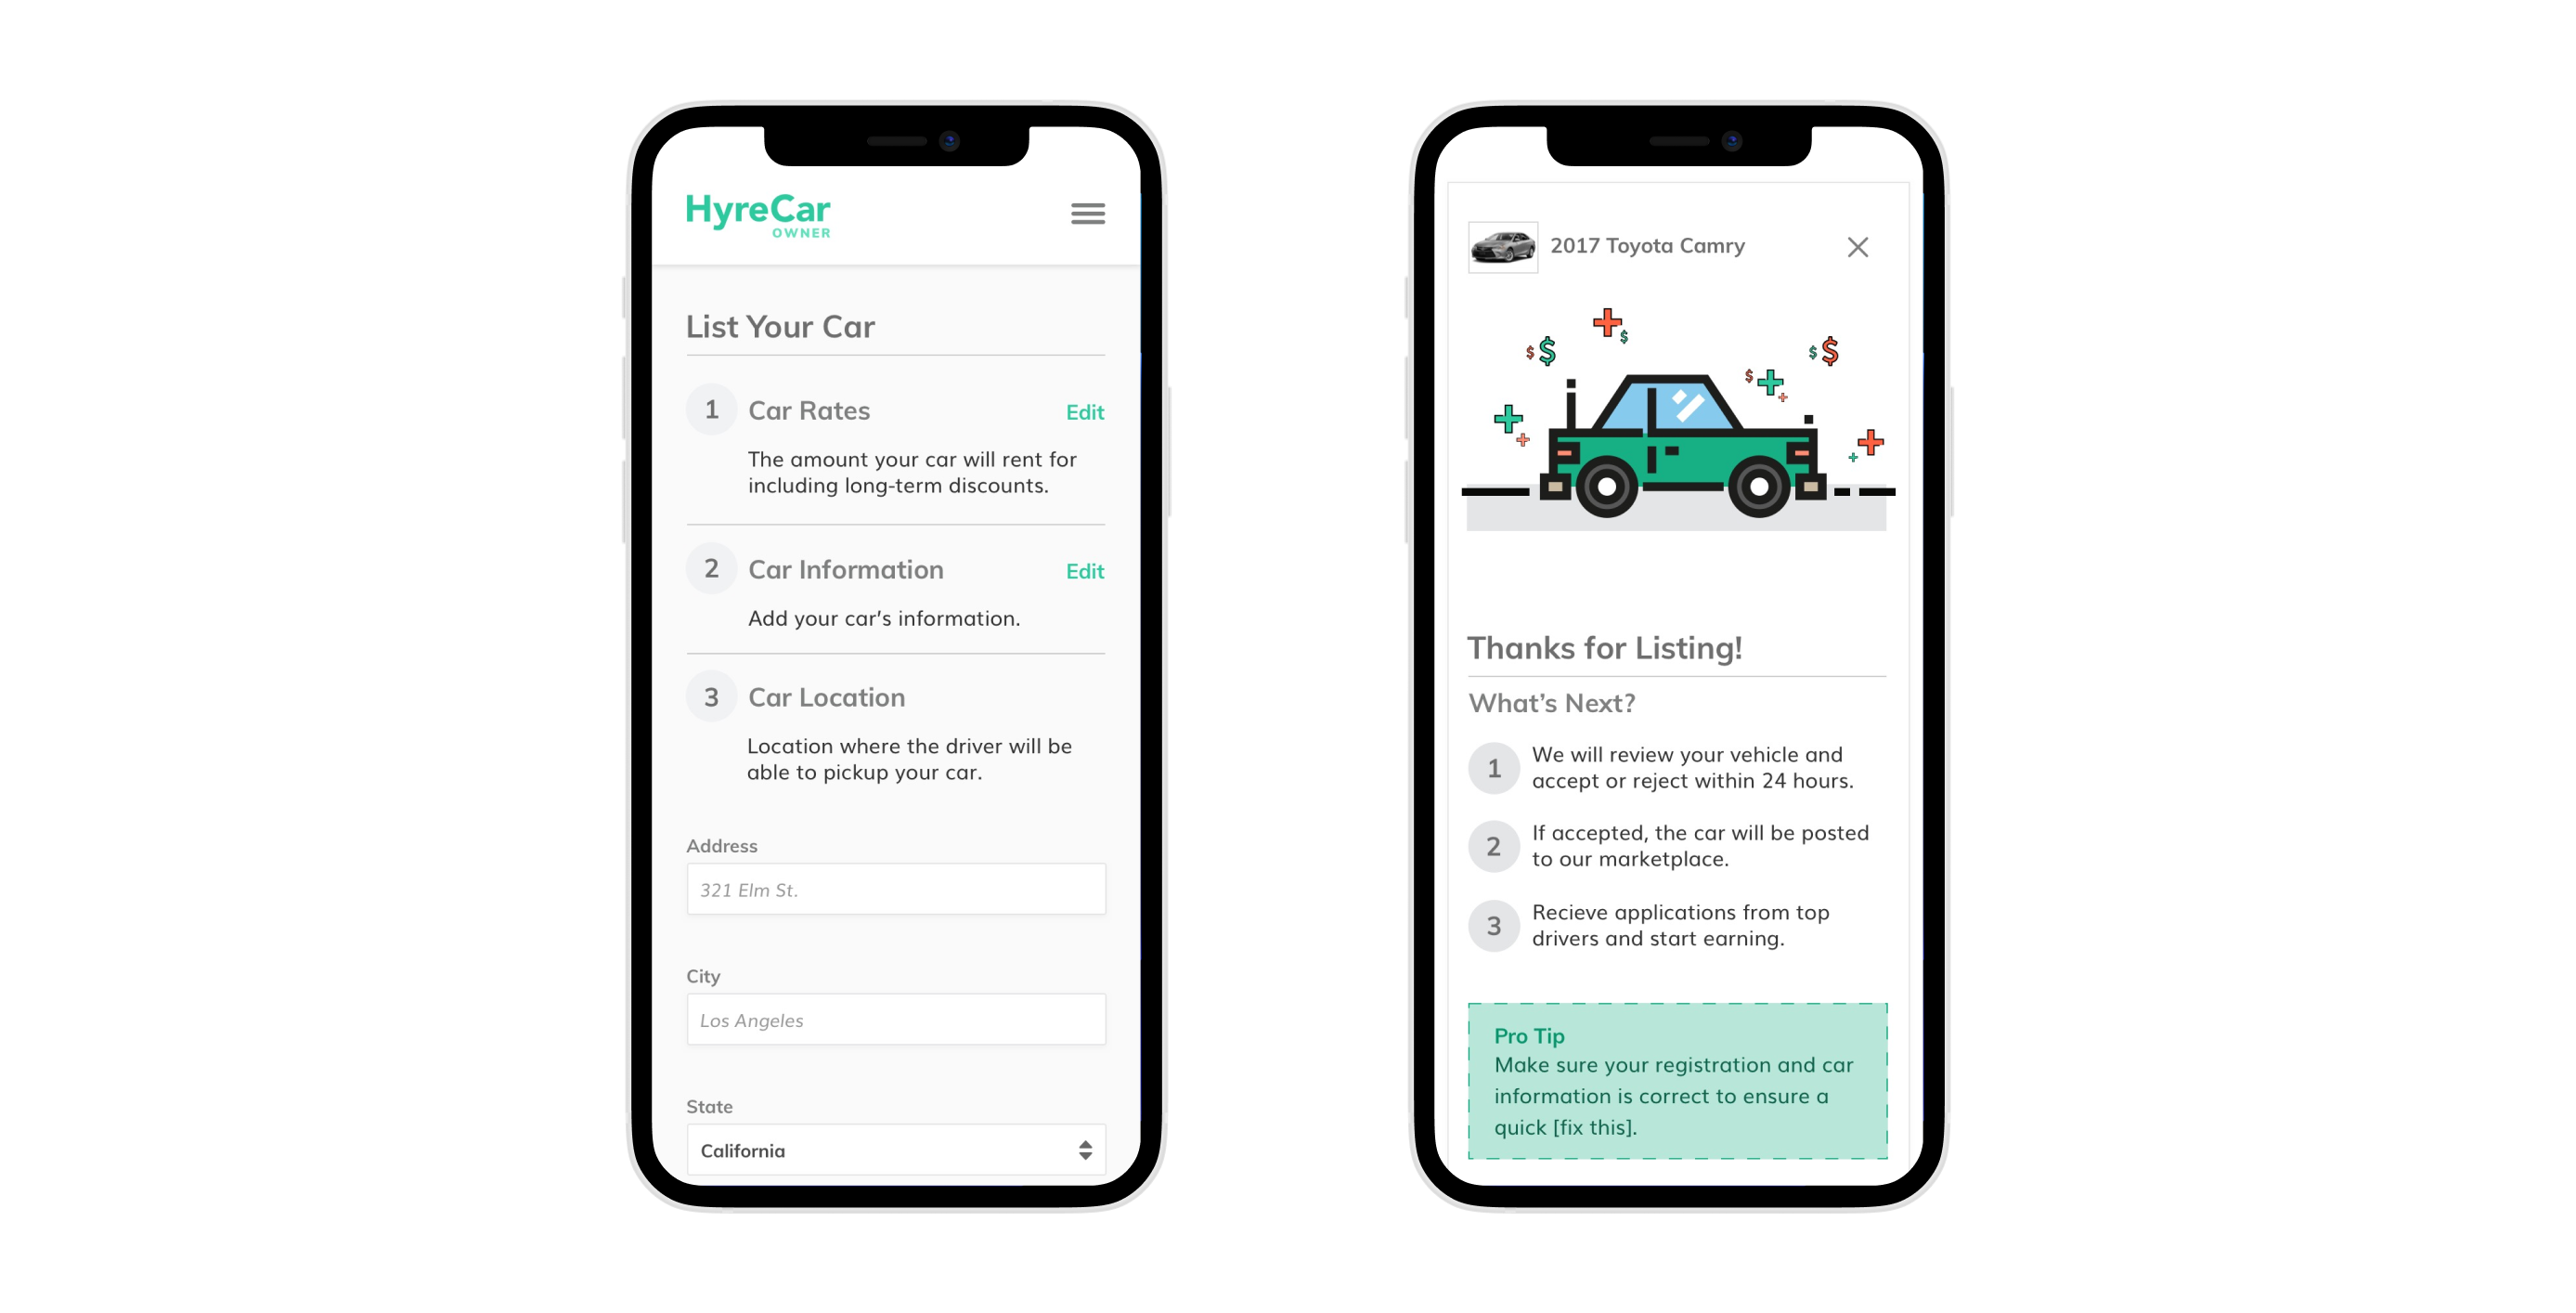 HyreCar
OWNER
List Your Car
1 Car Rates Edit
The amount your car will rent for
including long-term discounts.
2 Car Information Edit
Add your car's information.
3 Car Location
Location where the driver will be
able to pickup your car.
Address
321 Elm St.
City
Los Angeles
State
California
2017 Toyota Camry
$ $ $ $ $ $
Thanks for Listing!
What’s Next?
1 We will review your vehicle and
accept or reject within 24 hours.
2 If accepted, the car will be posted
to our marketplace.
3 Recieve applications from top
drivers and start earning.
Pro Tip
Make sure your registration and car
information is correct to ensure a
quick [fix this].